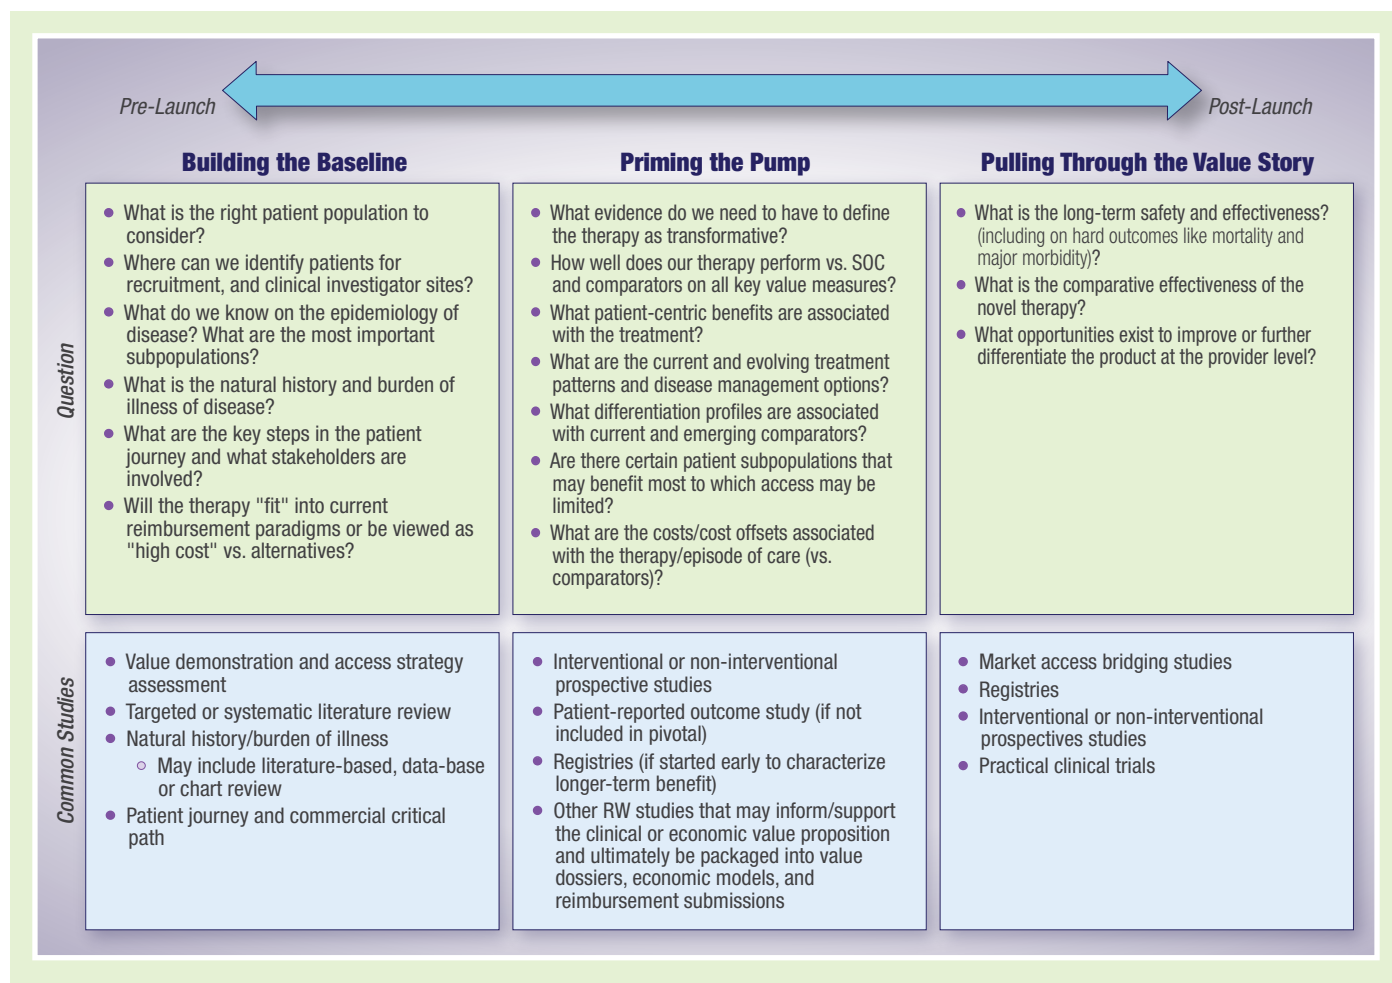 Pre-Launch
Post-Launch
Building the Baseline
Priming the Pump
Pulling Through the Value Story
Question
• What is the right patient population to
consider?
• Where can we identify patients for
recruitment, and clinical investigator sites?
• What do we know on the epidemiology of
disease? What are the most important
subpopulations?
• What is the natural history and burden of
illness of disease?
• What are the key steps in the patient
journey and what stakeholders are
involved?
• Will the therapy "fit" into current
reimbursement paradigms or be viewed as
"high cost" vs. alternatives?
• What evidence do we need to have to define
the therapy as transformative?
• How well does our therapy perform vs. SOC
and comparators on all key value measures?
• What patient-centric benefits are associated
with the treatment?
• What are the current and evolving treatment
patterns and disease management options?
• What differentiation profiles are associated
with current and emerging comparators?
• Are there certain patient subpopulations that
may benefit most to which access may be
limited?
• What are the costs/cost offsets associated
with the therapy/episode of care (vs.
comparators)?
• What is the long-term safety and effectiveness?
(including on hard outcomes like mortality and
major morbidity)?
• What is the comparative effectiveness of the
novel therapy?
• What opportunities exist to improve or further
differentiate the product at the provider level?
Common Studies
• Value demonstration and access strategy
assessment
• Targeted or systematic literature review
• Natural history/burden of illness
○ May include literature-based, data-base
or chart review
• Patient journey and commercial critical
path
• Interventional or non-interventional
prospective studies
• Patient-reported outcome study (if not
included in pivotal)
• Registries (if started early to characterize
longer-term benefit)
• Other RW studies that may inform/support
the clinical or economic value proposition
and ultimately be packaged into value
dossiers, economic models, and
reimbursement submissions
• Market access bridging studies
• Registries
• Interventional or non-interventional
prospectives studies
• Practical clinical trials